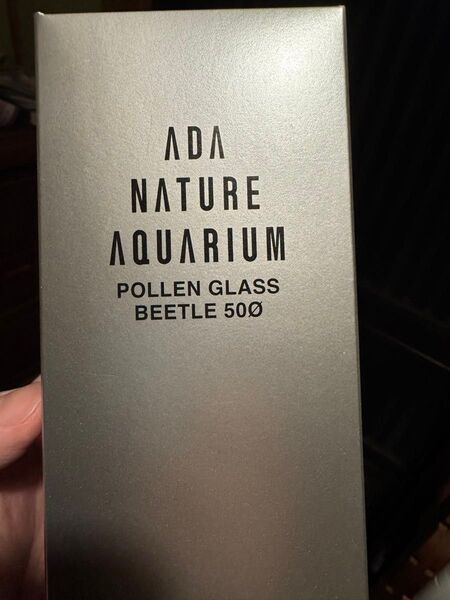 ADA
NATURE
AQUARIUM
POLLEN GLASS
BEETLE 50Ø